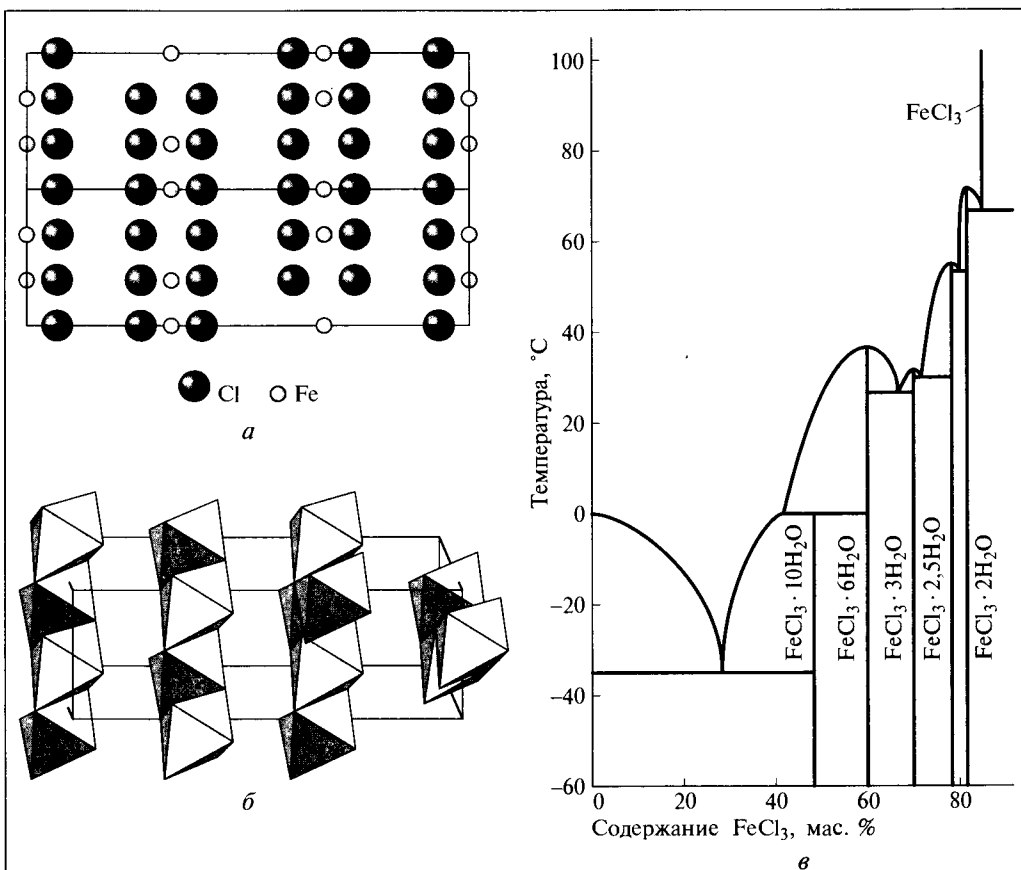 Cl Fe
а
б
100
80
60
40
20
0
−20
−40
−60
Температура, °C
FeCl₃
FeCl₃ · 10H₂O
FeCl₃ · 6H₂O
FeCl₃ · 3H₂O
FeCl₃ · 2,5H₂O
FeCl₃ · 2H₂O
0 20 40 60 80
Содержание FeCl₃, мас. %
в